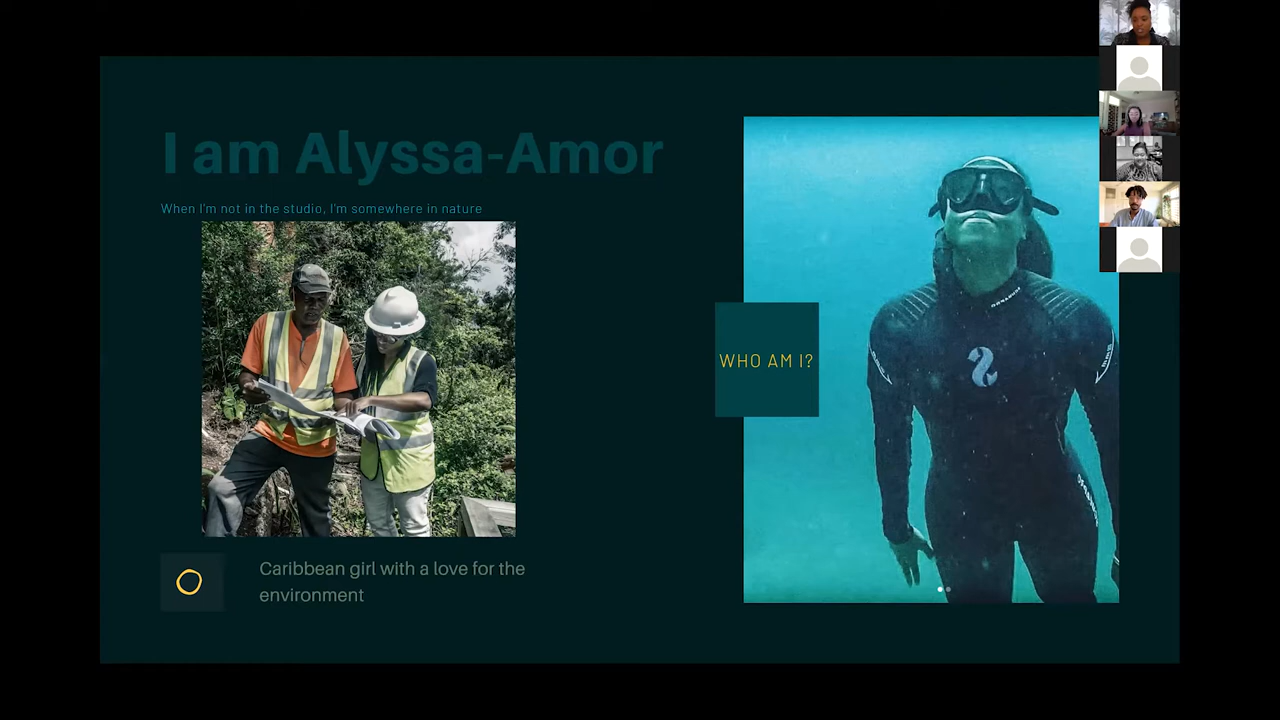 I am Alyssa-Amor
When I'm not in the studio, I'm somewhere in nature
WHO AM I?
Caribbean girl with a love for the
environment